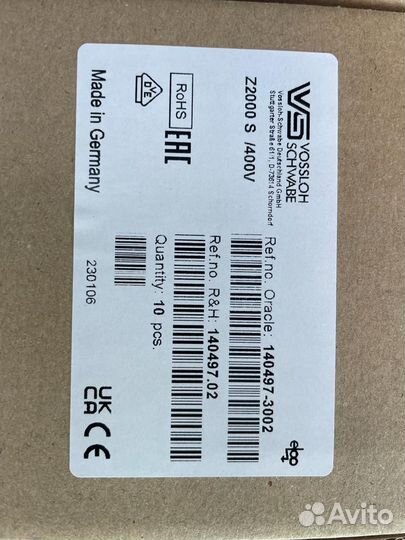 VS VOSSLOH
SCHWABE
Vossloh-Schwabe Deutschland GmbH
Stuttgarter Straße 61/1, D-73614 Schorndorf
Z2000 S /400V
RoHS
EAC
DVE
Made in Germany
Ref.no. Oracle: 140497-3002
Ref.no. R&H: 140497.02
Quantity: 10 pcs.
230106
UK
CA
CE
Avito